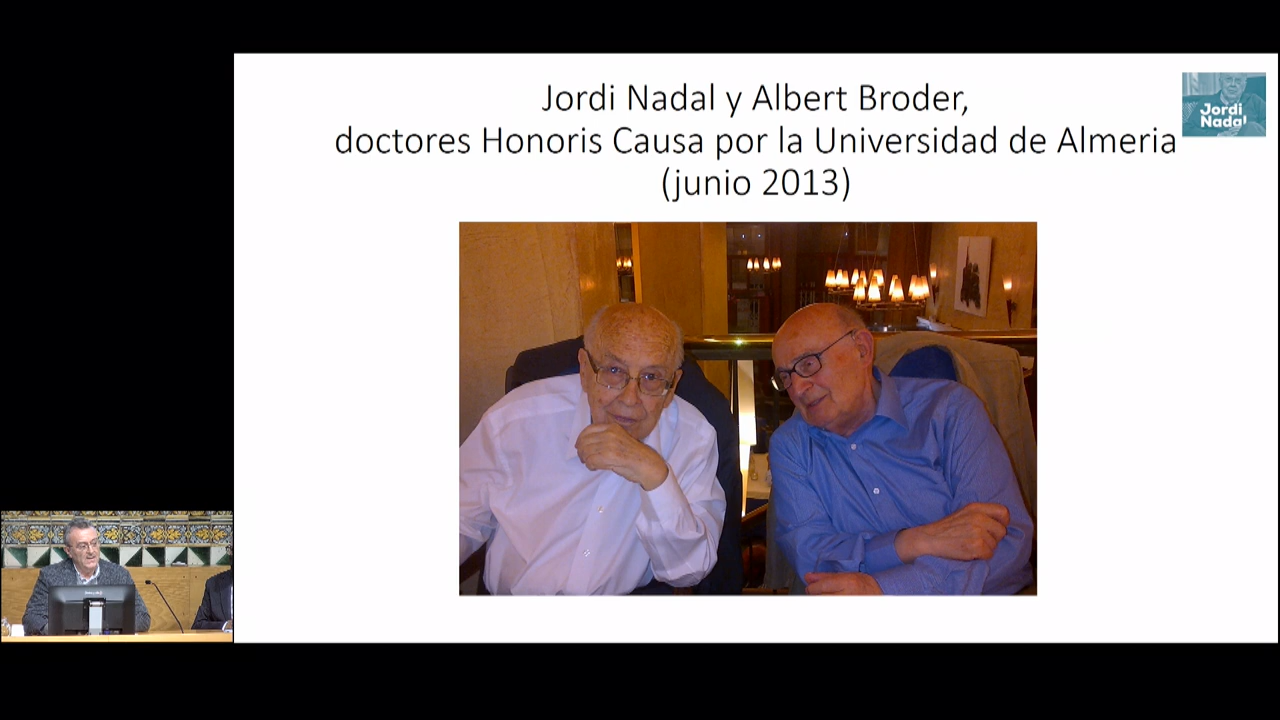 Jordi Nadal y Albert Broder,
doctores Honoris Causa por la Universidad de Almeria
(junio 2013)
Jordi
Nadal